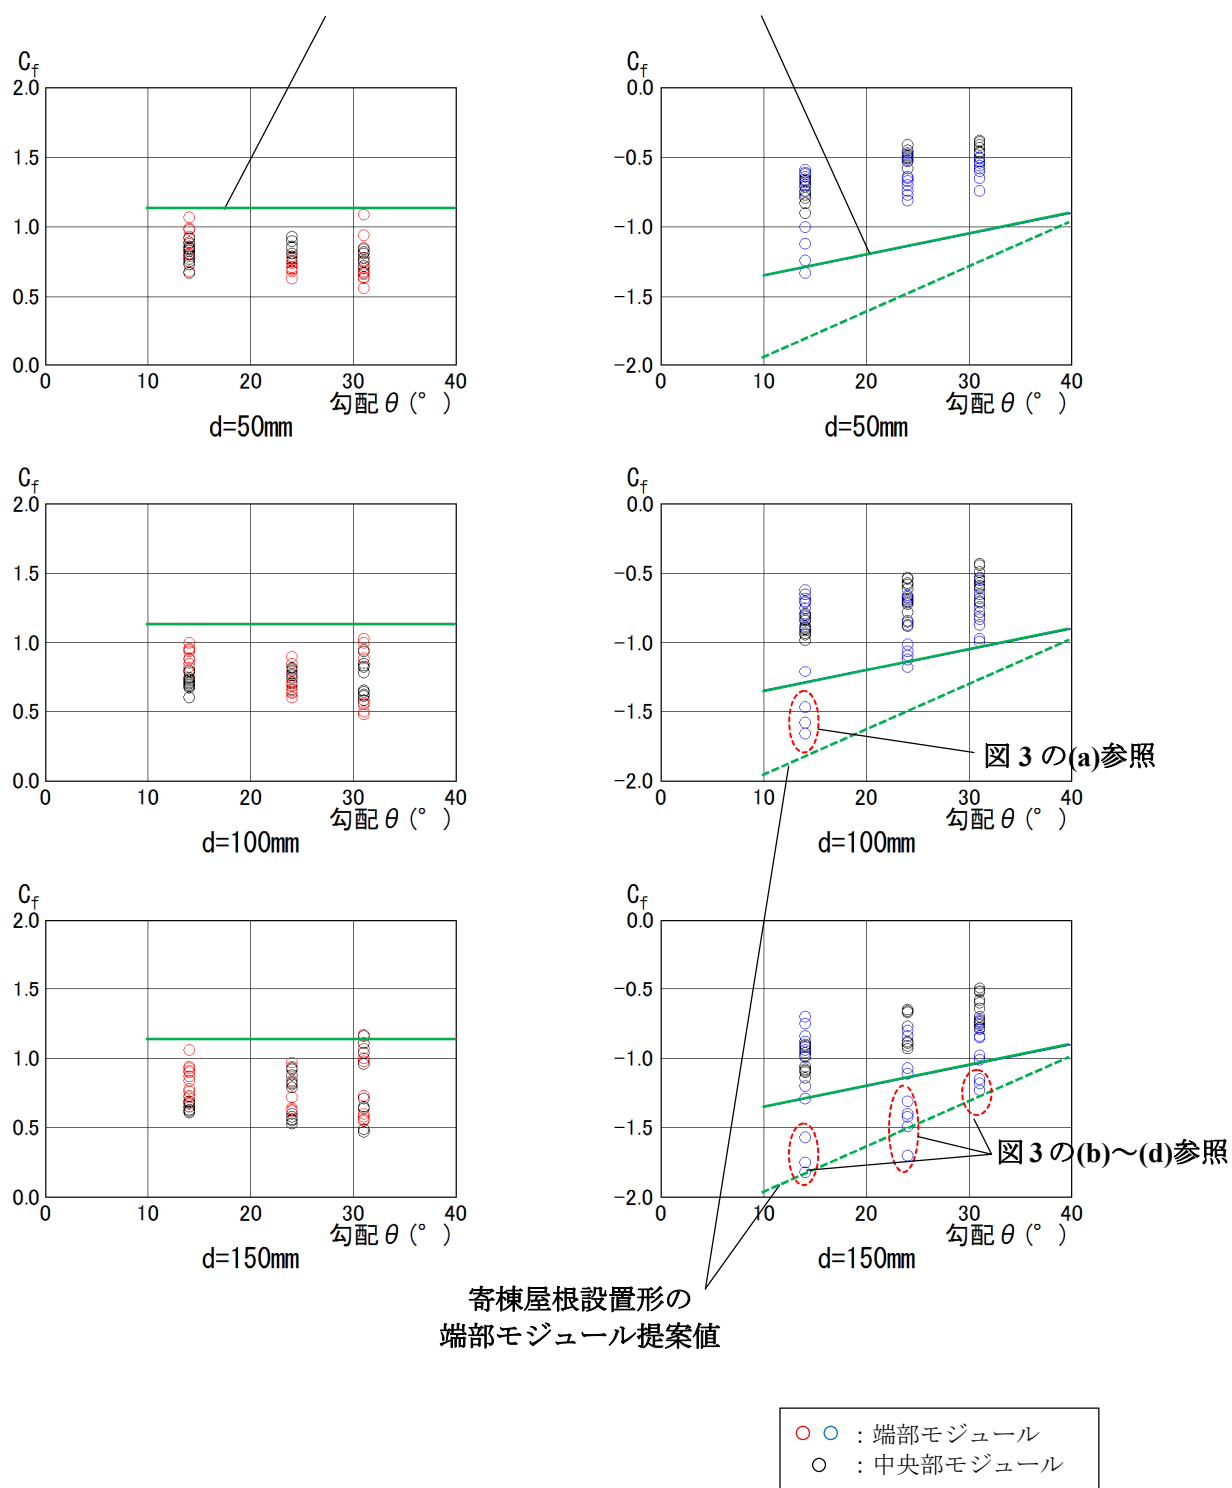 Cf
2.0
1.5
1.0
0.5
0.0
0 10 20 30 40
勾配θ(°)
d=50mm
Cf
0.0
-0.5
-1.0
-1.5
-2.0
0 10 20 30 40
勾配θ(°)
d=50mm
Cf
2.0
1.5
1.0
0.5
0.0
0 10 20 30 40
勾配θ(°)
d=100mm
Cf
0.0
-0.5
-1.0
-1.5
-2.0
図 3 の(a)参照
0 10 20 30 40
勾配θ(°)
d=100mm
Cf
2.0
1.5
1.0
0.5
0.0
0 10 20 30 40
勾配θ(°)
d=150mm
Cf
0.0
-0.5
-1.0
-1.5
-2.0
図 3 の(b)～(d)参照
0 10 20 30 40
勾配θ(°)
d=150mm
寄棟屋根設置形の
端部モジュール提案値
：端部モジュール
：中央部モジュール